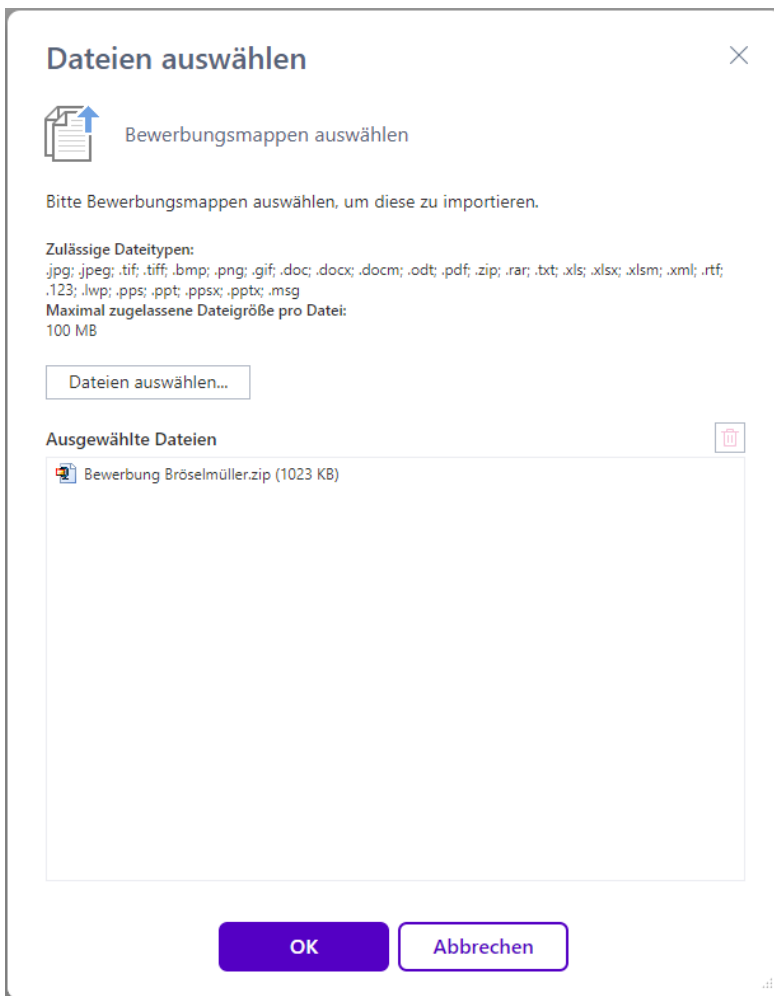 Dateien auswählen
Bewerbungsmappen auswählen
Bitte Bewerbungsmappen auswählen, um diese zu importieren.
Zulässige Dateitypen:
.jpg; .jpeg; .tif; .tiff; .bmp; .png; .gif; .doc; .docx; .docm; .odt; .pdf; .zip; .rar; .txt; .xls; .xlsx; .xlsm; .xml; .rtf;
.123; .lwp; .pps; .ppt; .ppsx; .pptx; .msg
Maximal zugelassene Dateigröße pro Datei:
100 MB
Dateien auswählen...
Ausgewählte Dateien
Bewerbung Bröselmüller.zip (1023 KB)
OK
Abbrechen